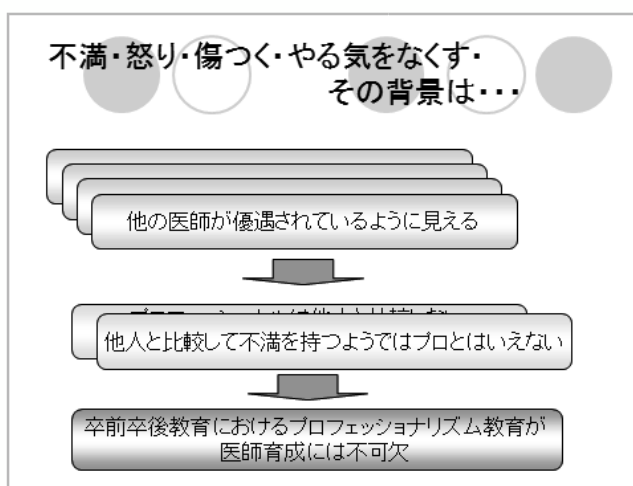 不満・怒り・傷つく・やる気をなくす・
その背景は・・・
他の医師が優遇されているように見える
他人と比較して不満を持つようではプロとはいえない
卒前卒後教育におけるプロフェッショナリズム教育が
医師育成には不可欠